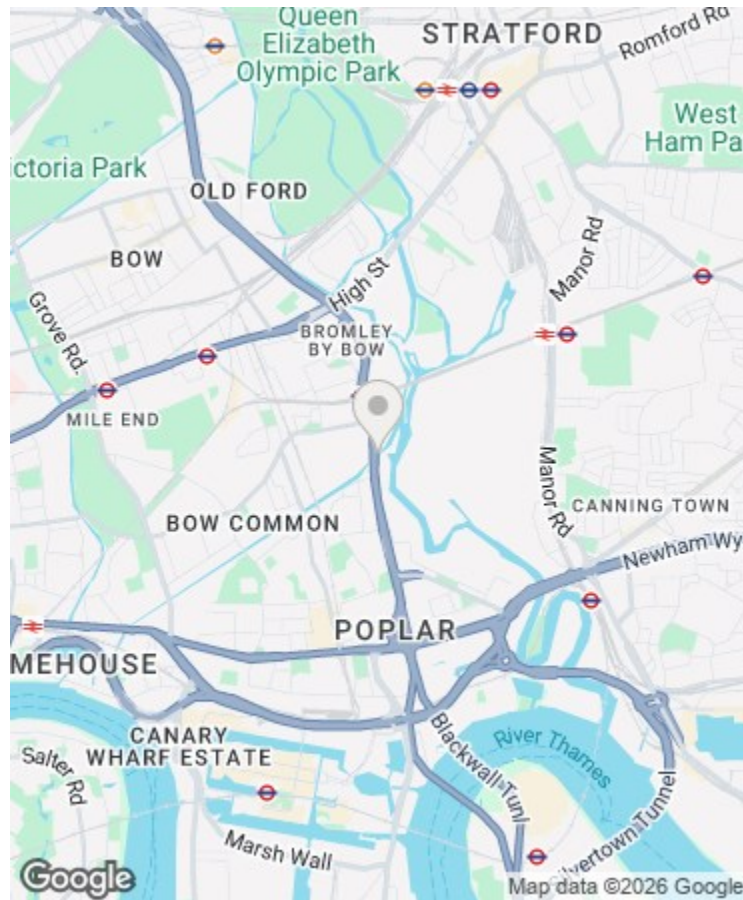 Queen
Elizabeth
Olympic Park
STRATFORD
Romford Rd
West
Ham Pa
ictoria Park
OLD FORD
BOW
Manor Rd
High St
Grove Rd.
BROMLEY
BY BOW
MILE END
Manor Rd
CANNING TOWN
BOW COMMON
Newham Wy
POPLAR
MEHOUSE
CANARY
WHARF ESTATE
River Thames
Blackwall Tunl
Salter Rd
Silvertown Tunnel
Marsh Wall
Google
Map data ©2026 Google